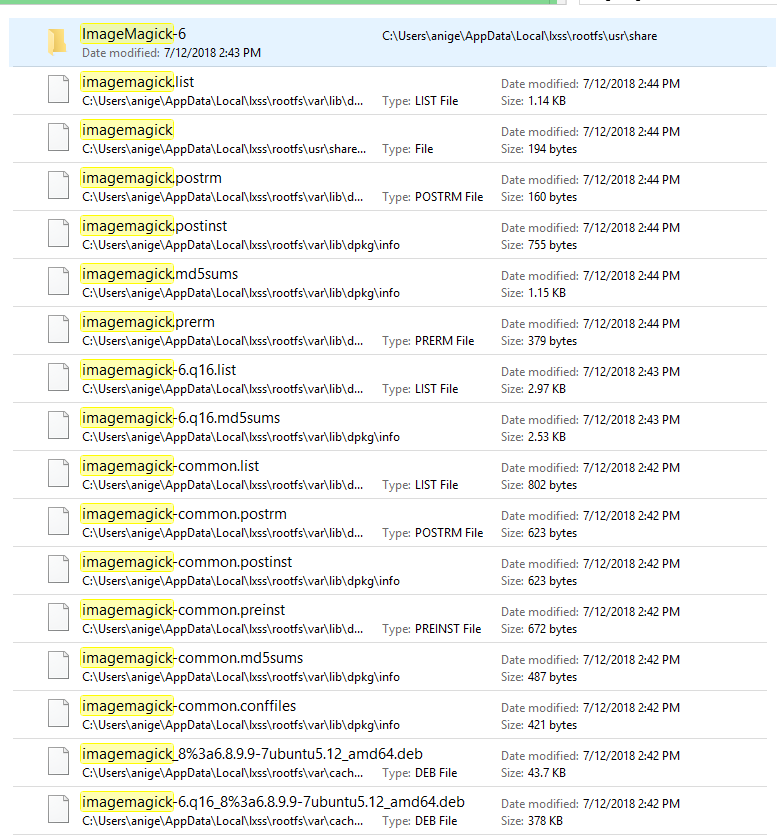 ImageMagick-6 C:\Users\anige\AppData\Local\lxss\rootfs\usr\share
Date modified: 7/12/2018 2:43 PM
imagemagick.list Date modified: 7/12/2018 2:44 PM
C:\Users\anige\AppData\Local\lxss\rootfs\var\lib\d... Type: LIST File Size: 1.14 KB
imagemagick Date modified: 7/12/2018 2:44 PM
C:\Users\anige\AppData\Local\lxss\rootfs\usr\share... Type: File Size: 194 bytes
imagemagick.postrm Date modified: 7/12/2018 2:44 PM
C:\Users\anige\AppData\Local\lxss\rootfs\var\lib\d... Type: POSTRM File Size: 160 bytes
imagemagick.postinst Date modified: 7/12/2018 2:44 PM
C:\Users\anige\AppData\Local\lxss\rootfs\var\lib\dpkg\info Size: 755 bytes
imagemagick.md5sums Date modified: 7/12/2018 2:44 PM
C:\Users\anige\AppData\Local\lxss\rootfs\var\lib\dpkg\info Size: 1.15 KB
imagemagick.prerm Date modified: 7/12/2018 2:44 PM
C:\Users\anige\AppData\Local\lxss\rootfs\var\lib\d... Type: PRERM File Size: 379 bytes
imagemagick-6.q16.list Date modified: 7/12/2018 2:43 PM
C:\Users\anige\AppData\Local\lxss\rootfs\var\lib\d... Type: LIST File Size: 2.97 KB
imagemagick-6.q16.md5sums Date modified: 7/12/2018 2:43 PM
C:\Users\anige\AppData\Local\lxss\rootfs\var\lib\dpkg\info Size: 2.53 KB
imagemagick-common.list Date modified: 7/12/2018 2:42 PM
C:\Users\anige\AppData\Local\lxss\rootfs\var\lib\d... Type: LIST File Size: 802 bytes
imagemagick-common.postrm Date modified: 7/12/2018 2:42 PM
C:\Users\anige\AppData\Local\lxss\rootfs\var\lib\d... Type: POSTRM File Size: 623 bytes
imagemagick-common.postinst Date modified: 7/12/2018 2:42 PM
C:\Users\anige\AppData\Local\lxss\rootfs\var\lib\dpkg\info Size: 623 bytes
imagemagick-common.preinst Date modified: 7/12/2018 2:42 PM
C:\Users\anige\AppData\Local\lxss\rootfs\var\lib\d... Type: PREINST File Size: 672 bytes
imagemagick-common.md5sums Date modified: 7/12/2018 2:42 PM
C:\Users\anige\AppData\Local\lxss\rootfs\var\lib\dpkg\info Size: 487 bytes
imagemagick-common.conffiles Date modified: 7/12/2018 2:42 PM
C:\Users\anige\AppData\Local\lxss\rootfs\var\lib\dpkg\info Size: 421 bytes
imagemagick_8%3a6.8.9.9-7ubuntu5.12_amd64.deb Date modified: 7/12/2018 2:42 PM
C:\Users\anige\AppData\Local\lxss\rootfs\var\cach... Type: DEB File Size: 43.7 KB
imagemagick-6.q16_8%3a6.8.9.9-7ubuntu5.12_amd64.deb Date modified: 7/12/2018 2:42 PM
C:\Users\anige\AppData\Local\lxss\rootfs\var\cach... Type: DEB File Size: 378 KB